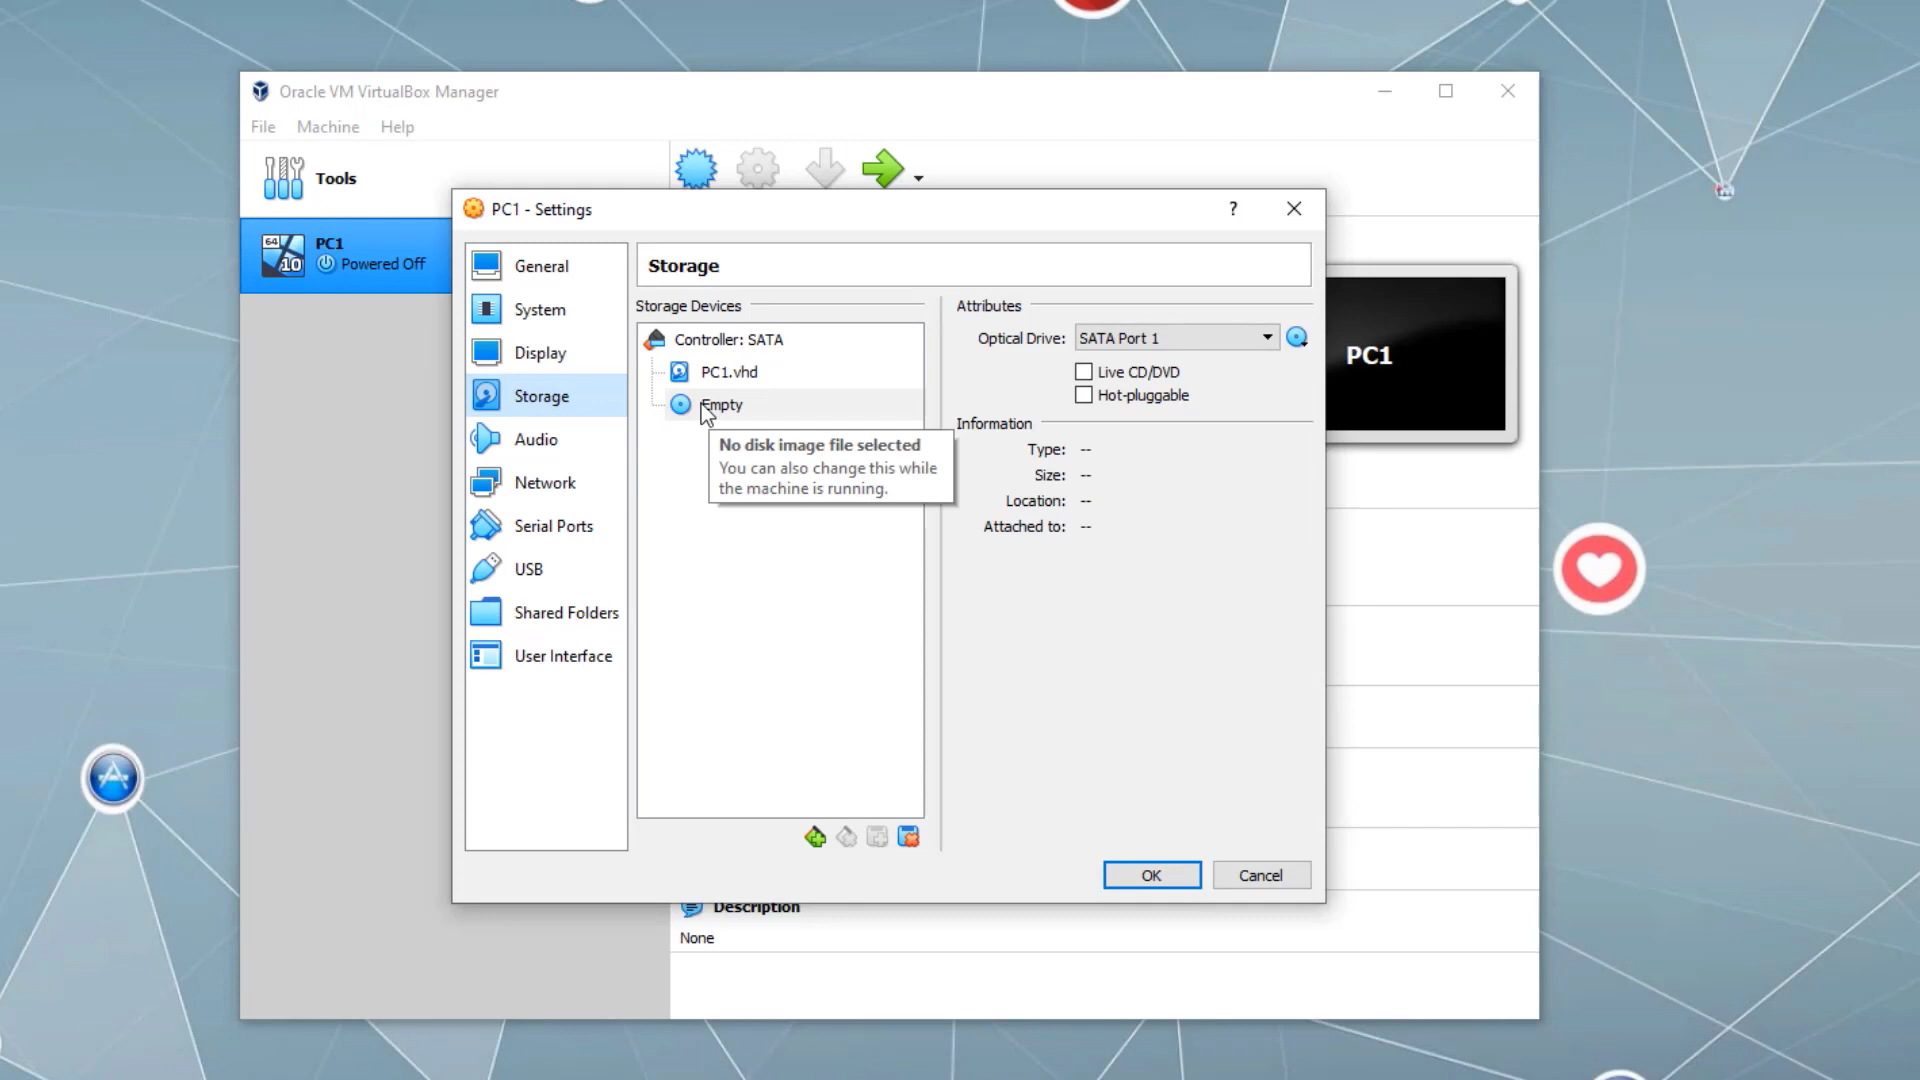 Oracle VM VirtualBox Manager
File Machine Help
Tools
64
10
PC1
Powered Off
PC1 - Settings
?
General
System
Display
Storage
Audio
Network
Serial Ports
USB
Shared Folders
User Interface
Storage
Storage Devices
Controller: SATA
PC1.vhd
Empty
No disk image file selected
You can also change this while
the machine is running.
Attributes
Optical Drive: SATA Port 1
Live CD/DVD
Hot-pluggable
Information
Type: --
Size: --
Location: --
Attached to: --
OK Cancel
PC1
Description
None